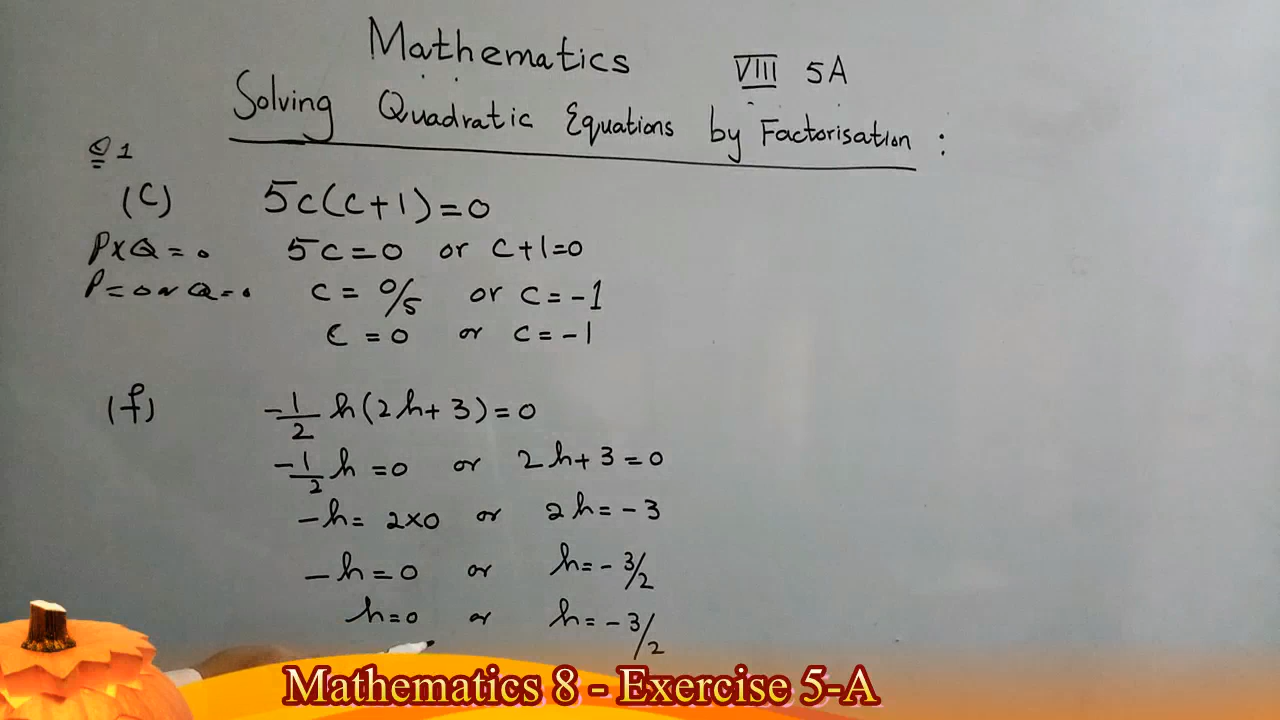 Mathematics
VIII 5A
Solving Quadratic Equations by Factorisation :
Q1
(C) 5c(c+1)=0
P×Q=0 5c=0 or c+1=0
P=0 or Q=0 c=0/5 or c=-1
c=0 or c=-1
(f) -1/2 h(2h+3)=0
-1/2 h=0 or 2h+3=0
-h=2×0 or 2h=-3
-h=0 or h=-3/2
h=0 or h=-3/2
Mathematics 8 - Exercise 5-A